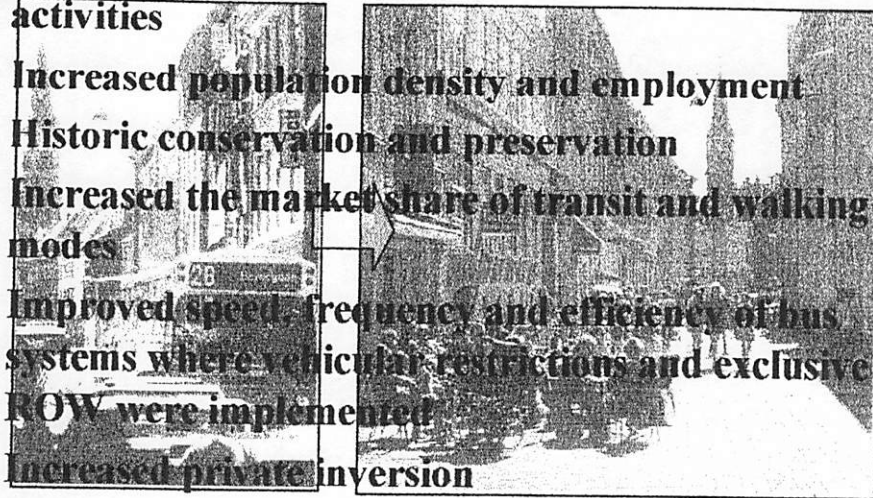 activities
Increased population density and employment
Historic conservation and preservation
Increased the market share of transit and walking
modes
Improved speed, frequency and efficiency of bus
systems where vehicular restrictions and exclusive
ROW were implemented
Increased private inversion
26